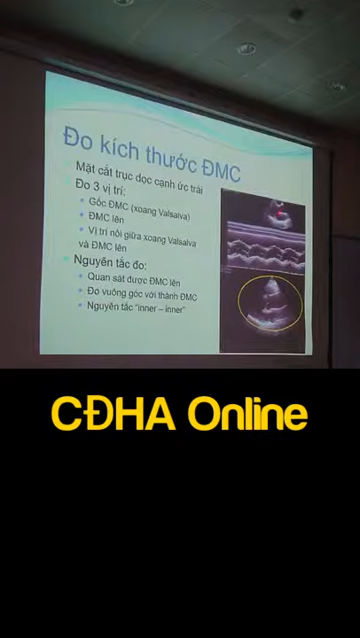 Đo kích thước ĐMC
Mặt cắt trục dọc cạnh ức trái
Đo 3 vị trí:
Gốc ĐMC (xoang Valsalva)
ĐMC lên
Vị trí nối giữa xoang Valsalva
và ĐMC lên
Nguyên tắc đo:
Quan sát được ĐMC lên
Đo vuông góc với thành ĐMC
Nguyên tắc "inner – inner"
CĐHA Online